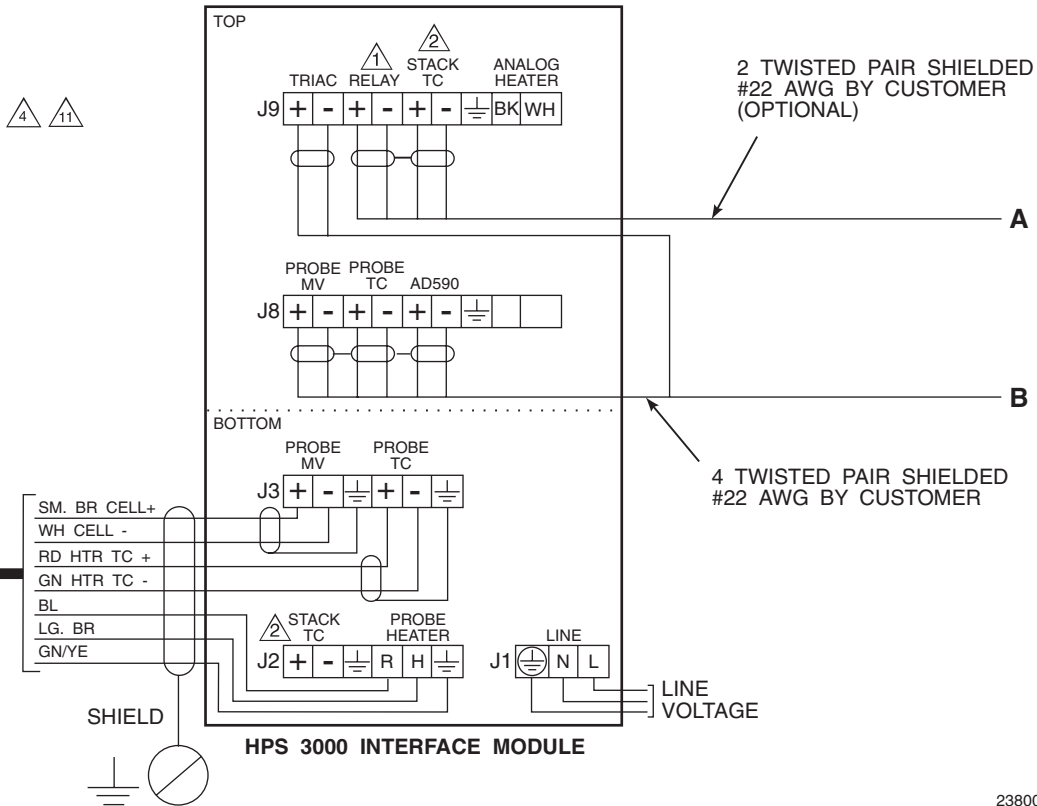 TOP
1
2
TRIAC RELAY STACK TC ANALOG HEATER
J9 + - + - + - BK WH
2 TWISTED PAIR SHIELDED
#22 AWG BY CUSTOMER
(OPTIONAL)
4 11
A
PROBE MV PROBE TC AD590
J8 + - + - + -
B
BOTTOM
PROBE MV PROBE TC
J3 + - + -
4 TWISTED PAIR SHIELDED
#22 AWG BY CUSTOMER
SM. BR CELL+
WH CELL -
RD HTR TC +
GN HTR TC -
BL
LG. BR
GN/YE
2 STACK TC PROBE HEATER
J2 + - R H
LINE
J1 N L
LINE
VOLTAGE
SHIELD
HPS 3000 INTERFACE MODULE
23800